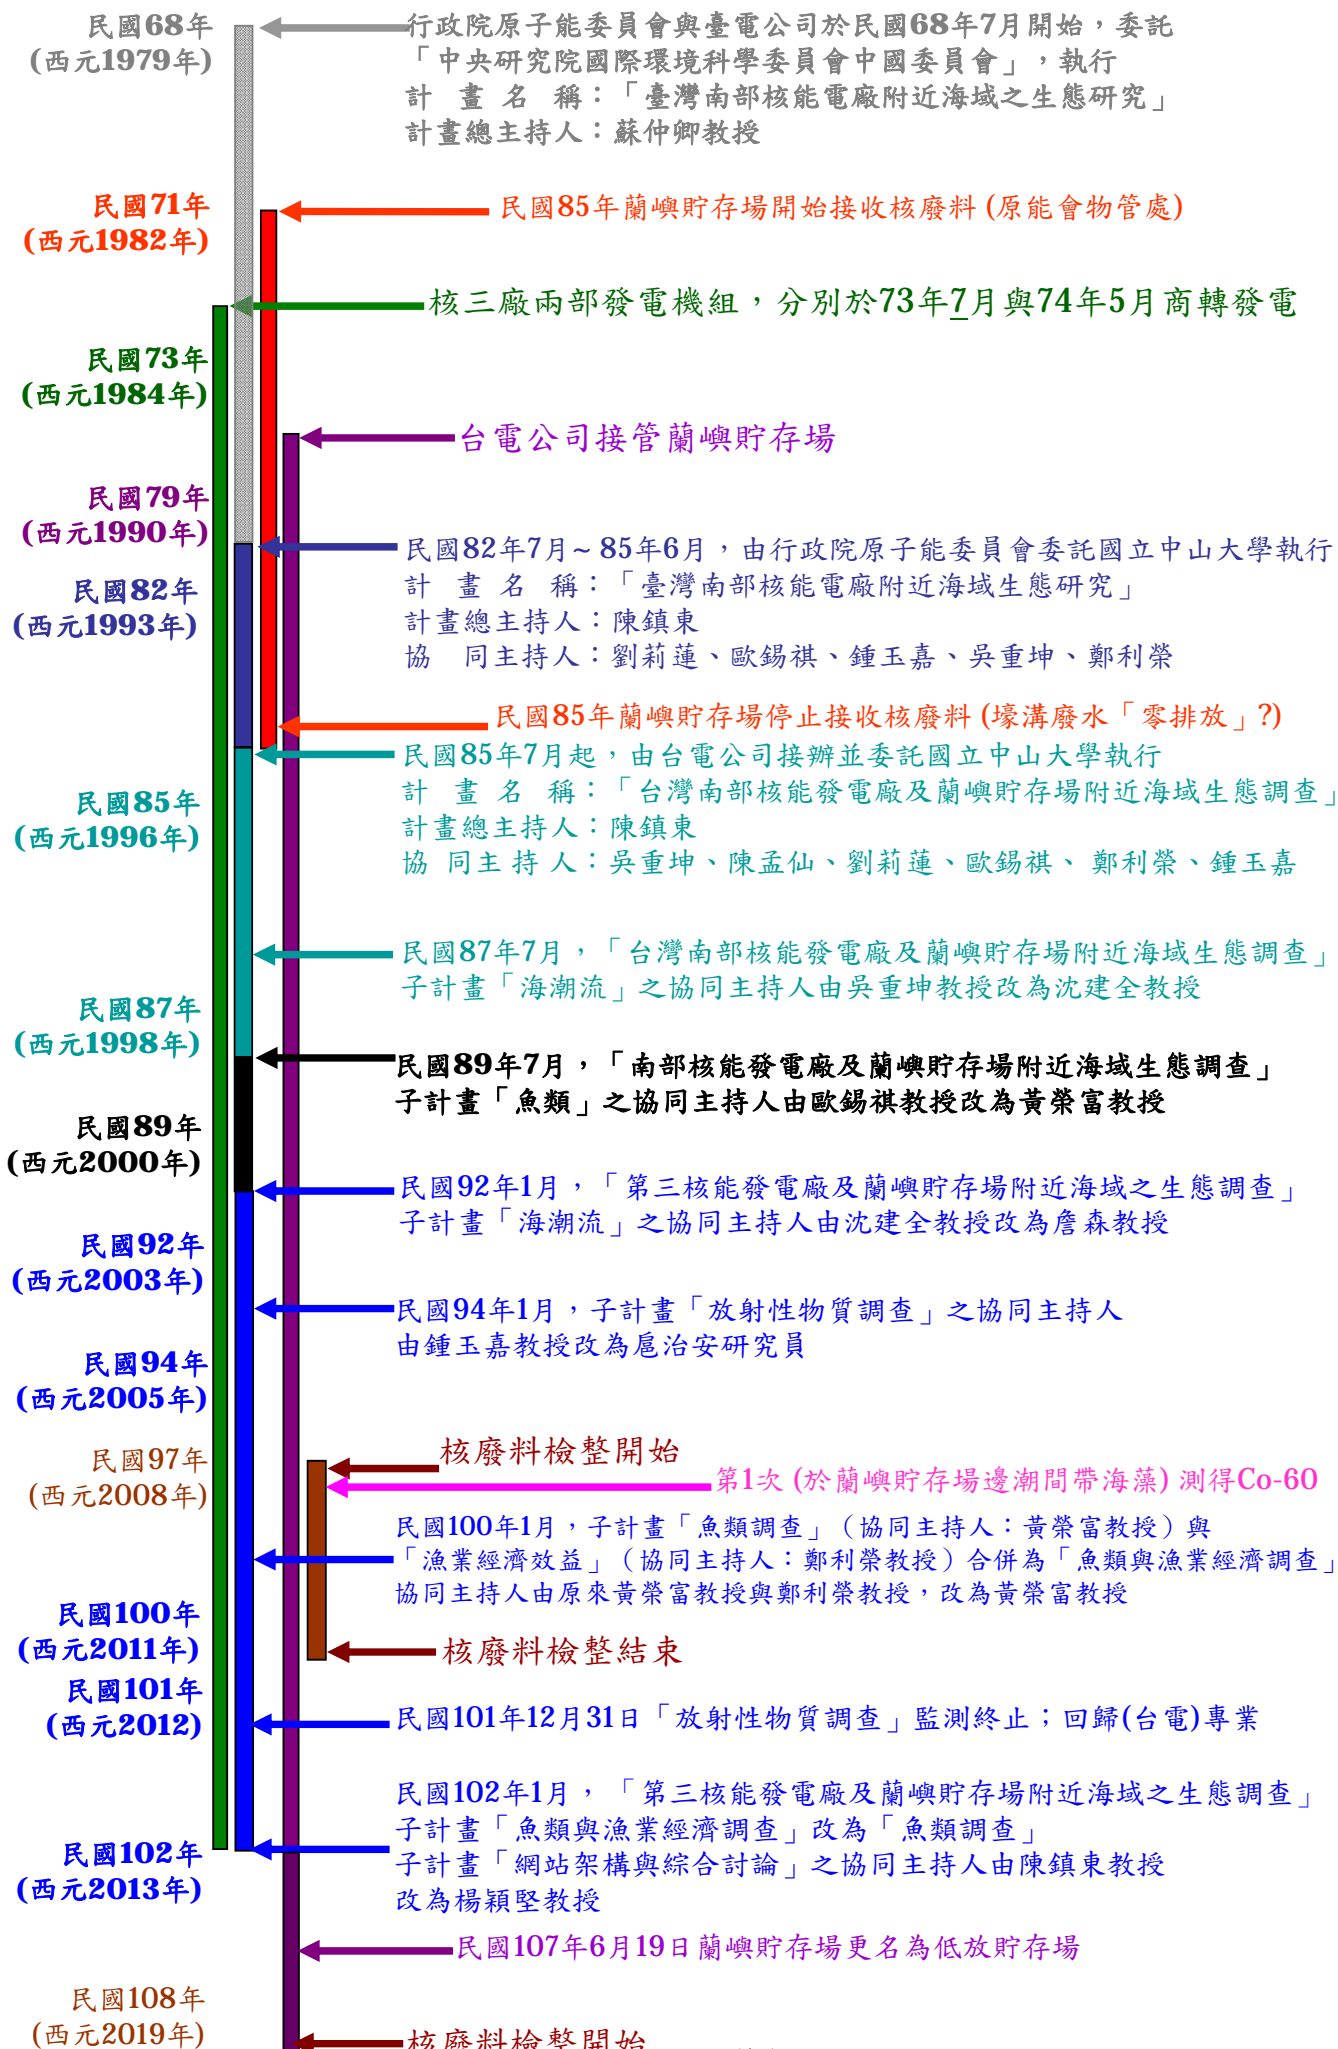 民國68年
(西元1979年)
行政院原子能委員會與臺電公司於民國68年7月開始，委託
「中央研究院國際環境科學委員會中國委員會」，執行
計 畫 名 稱：「臺灣南部核能電廠附近海域之生態研究」
計畫總主持人：蘇仲卿教授
民國71年
(西元1982年)
民國85年蘭嶼貯存場開始接收核廢料 (原能會物管處)
核三廠兩部發電機組，分別於73年7月與74年5月商轉發電
民國73年
(西元1984年)
台電公司接管蘭嶼貯存場
民國79年
(西元1990年)
民國82年7月~ 85年6月，由行政院原子能委員會委託國立中山大學執行
計 畫 名 稱：「臺灣南部核能電廠附近海域生態研究」
計畫總主持人：陳鎮東
協 同主持人：劉莉蓮、歐錫祺、鍾玉嘉、吳重坤、鄭利榮
民國82年
(西元1993年)
民國85年蘭嶼貯存場停止接收核廢料 (壕溝廢水「零排放」?)
民國85年7月起，由台電公司接辦並委託國立中山大學執行
計 畫 名 稱：「台灣南部核能發電廠及蘭嶼貯存場附近海域生態調查」
計畫總主持人：陳鎮東
協 同 主 持 人：吳重坤、陳孟仙、劉莉蓮、歐錫祺、 鄭利榮、鍾玉嘉
民國85年
(西元1996年)
民國87年7月，「台灣南部核能發電廠及蘭嶼貯存場附近海域生態調查」
子計畫「海潮流」之協同主持人由吳重坤教授改為沈建全教授
民國87年
(西元1998年)
民國89年7月，「南部核能發電廠及蘭嶼貯存場附近海域生態調查」
子計畫「魚類」之協同主持人由歐錫祺教授改為黃榮富教授
民國89年
(西元2000年)
民國92年1月，「第三核能發電廠及蘭嶼貯存場附近海域之生態調查」
子計畫「海潮流」之協同主持人由沈建全教授改為詹森教授
民國92年
(西元2003年)
民國94年1月，子計畫「放射性物質調查」之協同主持人
由鍾玉嘉教授改為扈治安研究員
民國94年
(西元2005年)
民國97年
(西元2008年)
核廢料檢整開始
第1次 (於蘭嶼貯存場邊潮間帶海藻) 測得Co-60
民國100年1月，子計畫「魚類調查」（協同主持人：黃榮富教授）與
「漁業經濟效益」（協同主持人：鄭利榮教授）合併為「魚類與漁業經濟調查」
協同主持人由原來黃榮富教授與鄭利榮教授，改為黃榮富教授
民國100年
(西元2011年)
核廢料檢整結束
民國101年
(西元2012)
民國101年12月31日「放射性物質調查」監測終止；回歸(台電)專業
民國102年1月， 「第三核能發電廠及蘭嶼貯存場附近海域之生態調查」
子計畫「魚類與漁業經濟調查」改為「魚類調查」
子計畫「網站架構與綜合討論」之協同主持人由陳鎮東教授
改為楊穎堅教授
民國102年
(西元2013年)
民國107年6月19日蘭嶼貯存場更名為低放貯存場
民國108年
(西元2019年)
核廢料檢整開始